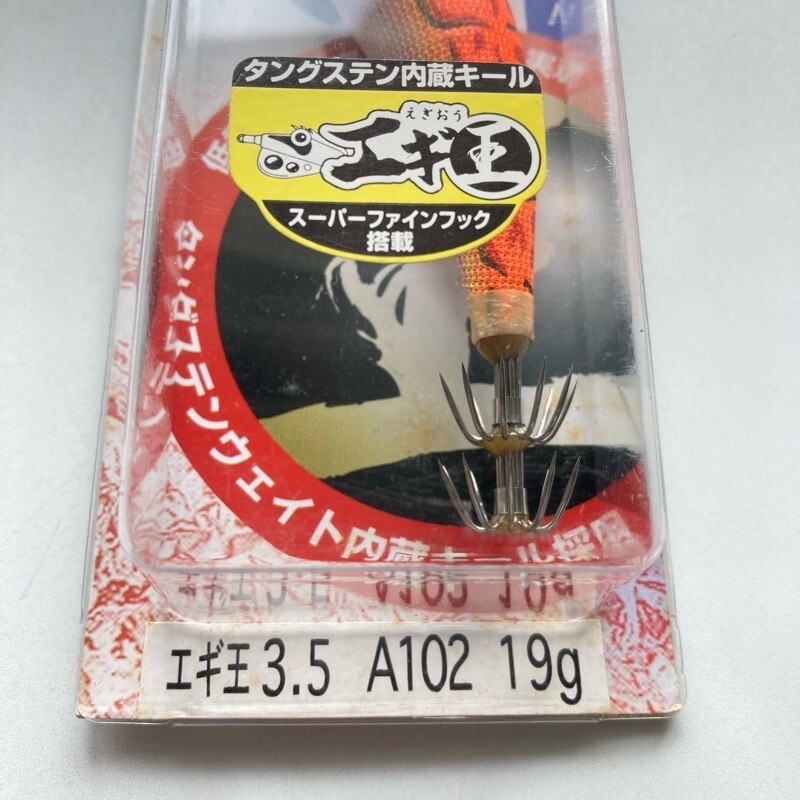 タングステン内蔵キール
えぎおう
エギ王
スーパーファインフック
搭載
タングステンウェイト内蔵キール採用
エギ王3.5 A102 19g